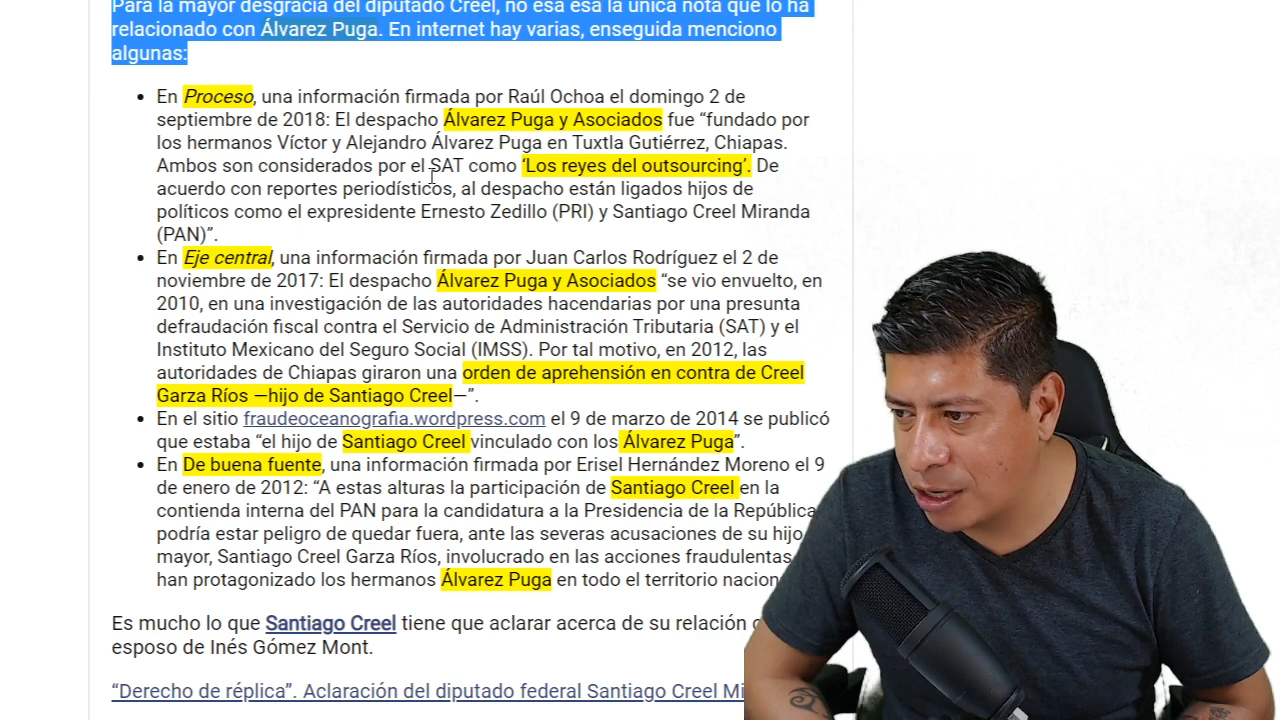 Para la mayor desgracia del diputado Creel, no esa esa la única nota que lo ha
relacionado con Álvarez Puga. En internet hay varias, enseguida menciono
algunas:
• En Proceso, una información firmada por Raúl Ochoa el domingo 2 de
septiembre de 2018: El despacho Álvarez Puga y Asociados fue “fundado por
los hermanos Víctor y Alejandro Álvarez Puga en Tuxtla Gutiérrez, Chiapas.
Ambos son considerados por el SAT como ‘Los reyes del outsourcing’. De
acuerdo con reportes periodísticos, al despacho están ligados hijos de
políticos como el expresidente Ernesto Zedillo (PRI) y Santiago Creel Miranda
(PAN)”.
• En Eje central, una información firmada por Juan Carlos Rodríguez el 2 de
noviembre de 2017: El despacho Álvarez Puga y Asociados “se vio envuelto, en
2010, en una investigación de las autoridades hacendarias por una presunta
defraudación fiscal contra el Servicio de Administración Tributaria (SAT) y el
Instituto Mexicano del Seguro Social (IMSS). Por tal motivo, en 2012, las
autoridades de Chiapas giraron una orden de aprehensión en contra de Creel
Garza Ríos —hijo de Santiago Creel—”.
• En el sitio fraudeoceanografia.wordpress.com el 9 de marzo de 2014 se publicó
que estaba “el hijo de Santiago Creel vinculado con los Álvarez Puga”.
• En De buena fuente, una información firmada por Erisel Hernández Moreno el 9
de enero de 2012: “A estas alturas la participación de Santiago Creel en la
contienda interna del PAN para la candidatura a la Presidencia de la República
podría estar peligro de quedar fuera, ante las severas acusaciones de su hijo
mayor, Santiago Creel Garza Ríos, involucrado en las acciones fraudulentas
han protagonizado los hermanos Álvarez Puga en todo el territorio
Es mucho lo que Santiago Creel tiene que aclarar acerca de su relación
esposo de Inés Gómez Mont.
“Derecho de réplica”. Aclaración del diputado federal Santiago Creel